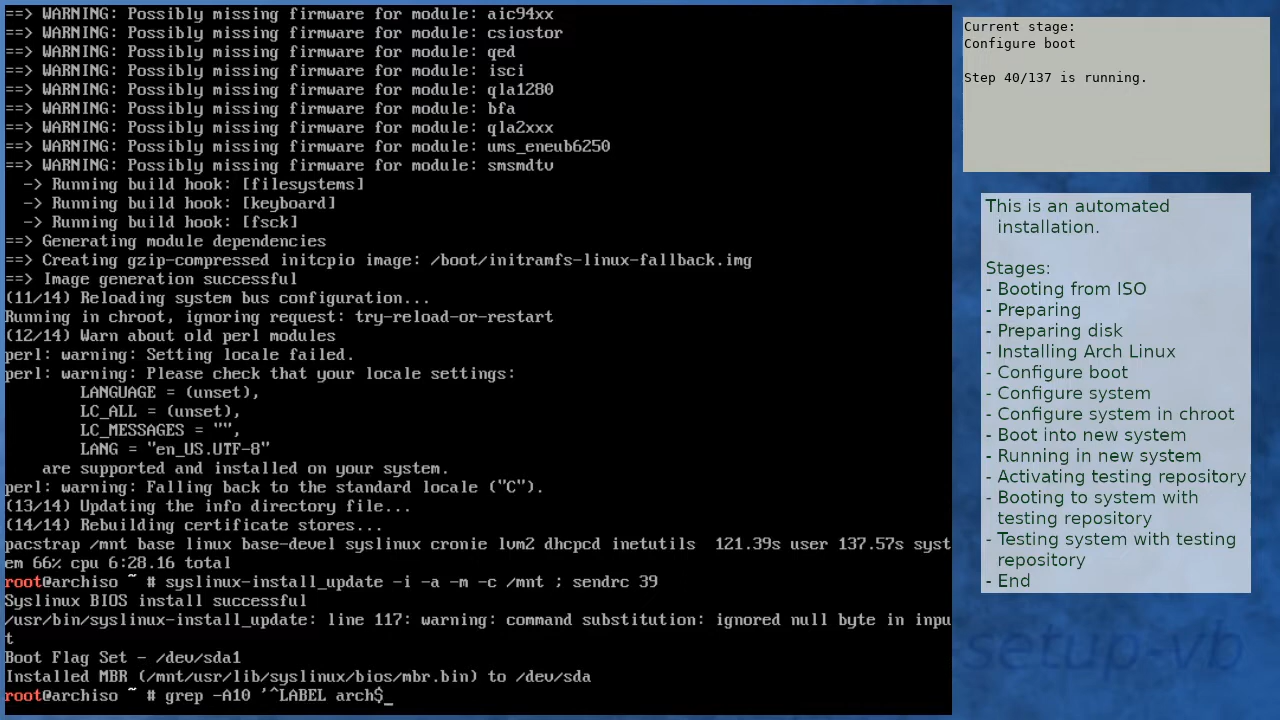 ==> WARNING: Possibly missing firmware for module: aic94xx
==> WARNING: Possibly missing firmware for module: csiostor
==> WARNING: Possibly missing firmware for module: qed
==> WARNING: Possibly missing firmware for module: isci
==> WARNING: Possibly missing firmware for module: qla1280
==> WARNING: Possibly missing firmware for module: bfa
==> WARNING: Possibly missing firmware for module: qla2xxx
==> WARNING: Possibly missing firmware for module: ums_eneub6250
==> WARNING: Possibly missing firmware for module: smsmdtv
  -> Running build hook: [filesystems]
  -> Running build hook: [keyboard]
  -> Running build hook: [fsck]
==> Generating module dependencies
==> Creating gzip-compressed initcpio image: /boot/initramfs-linux-fallback.img
==> Image generation successful
(11/14) Reloading system bus configuration...
Running in chroot, ignoring request: try-reload-or-restart
(12/14) Warn about old perl modules
perl: warning: Setting locale failed.
perl: warning: Please check that your locale settings:
        LANGUAGE = (unset),
        LC_ALL = (unset),
        LC_MESSAGES = "",
        LANG = "en_US.UTF-8"
    are supported and installed on your system.
perl: warning: Falling back to the standard locale ("C").
(13/14) Updating the info directory file...
(14/14) Rebuilding certificate stores...
pacstrap /mnt base linux base-devel syslinux cronie lvm2 dhcpcd inetutils  121.39s user 137.57s syst
em 66% cpu 6:28.16 total
root@archiso ~ # syslinux-install_update -i -a -m -c /mnt ; sendrc 39
Syslinux BIOS install successful
/usr/bin/syslinux-install_update: line 117: warning: command substitution: ignored null byte in inpu
t
Boot Flag Set - /dev/sda1
Installed MBR (/mnt/usr/lib/syslinux/bios/mbr.bin) to /dev/sda
root@archiso ~ # grep -A10 '^LABEL arch$_
Current stage:
Configure boot
Step 40/137 is running.
This is an automated
installation.
Stages:
- Booting from ISO
- Preparing
- Preparing disk
- Installing Arch Linux
- Configure boot
- Configure system
- Configure system in chroot
- Boot into new system
- Running in new system
- Activating testing repository
- Booting to system with
testing repository
- Testing system with testing
repository
- End
setup-vb